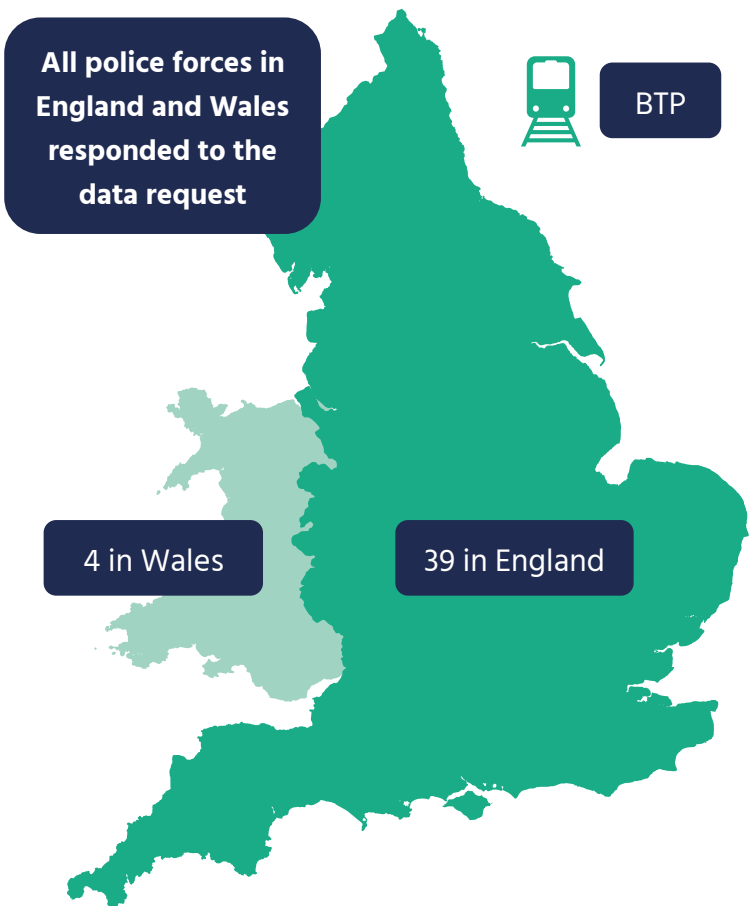 All police forces in
England and Wales
responded to the
data request
BTP
4 in Wales
39 in England